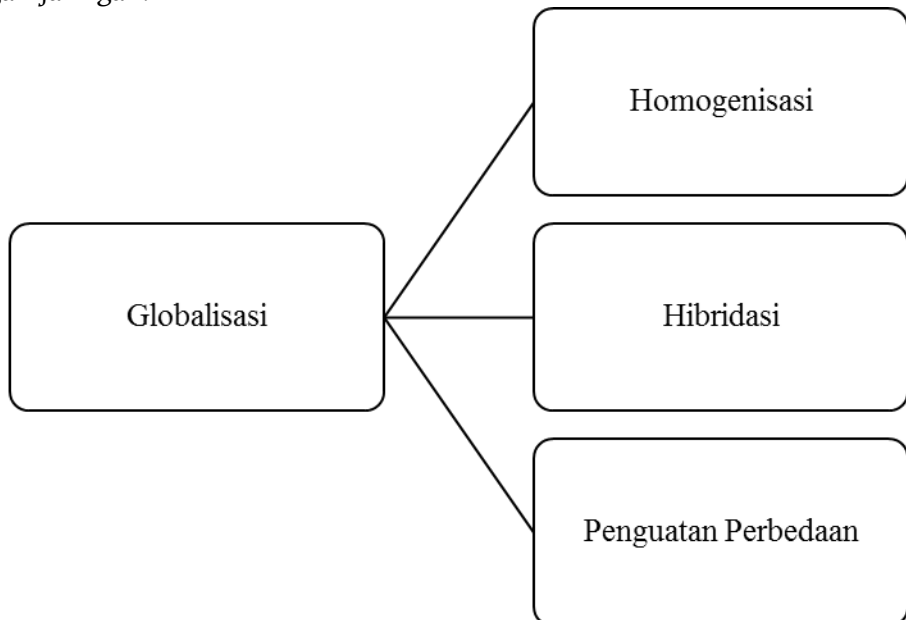 Homogenisasi
Globalisasi
Hibridasi
Penguatan Perbedaan